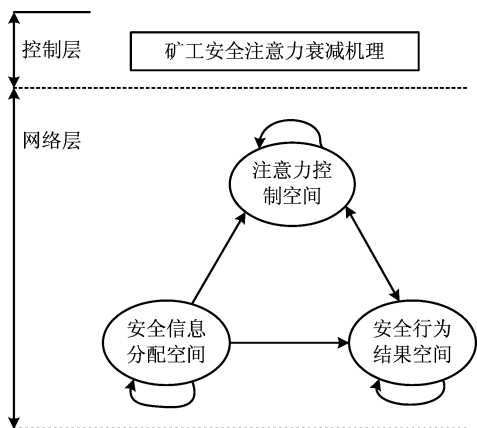 控制层
矿工安全注意力衰减机理
网络层
注意力控
制空间
安全信息
分配空间
安全行为
结果空间